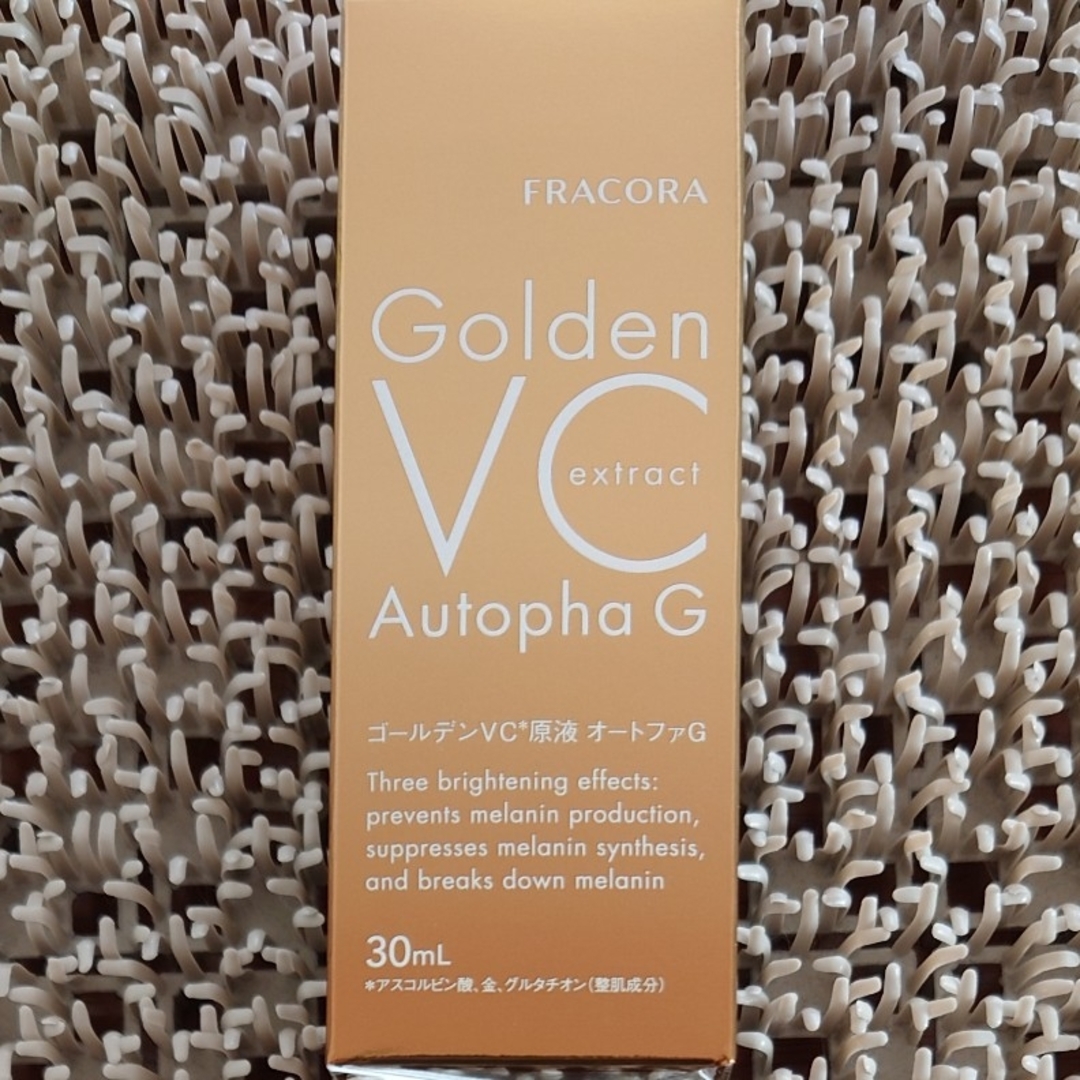 FRACORA
Golden
VC
extract
Autopha G
ゴールデンVC*原液 オートファG
Three brightening effects:
prevents melanin production,
suppresses melanin synthesis,
and breaks down melanin
30mL
*アスコルビン酸、金、グルタチオン(整肌成分)